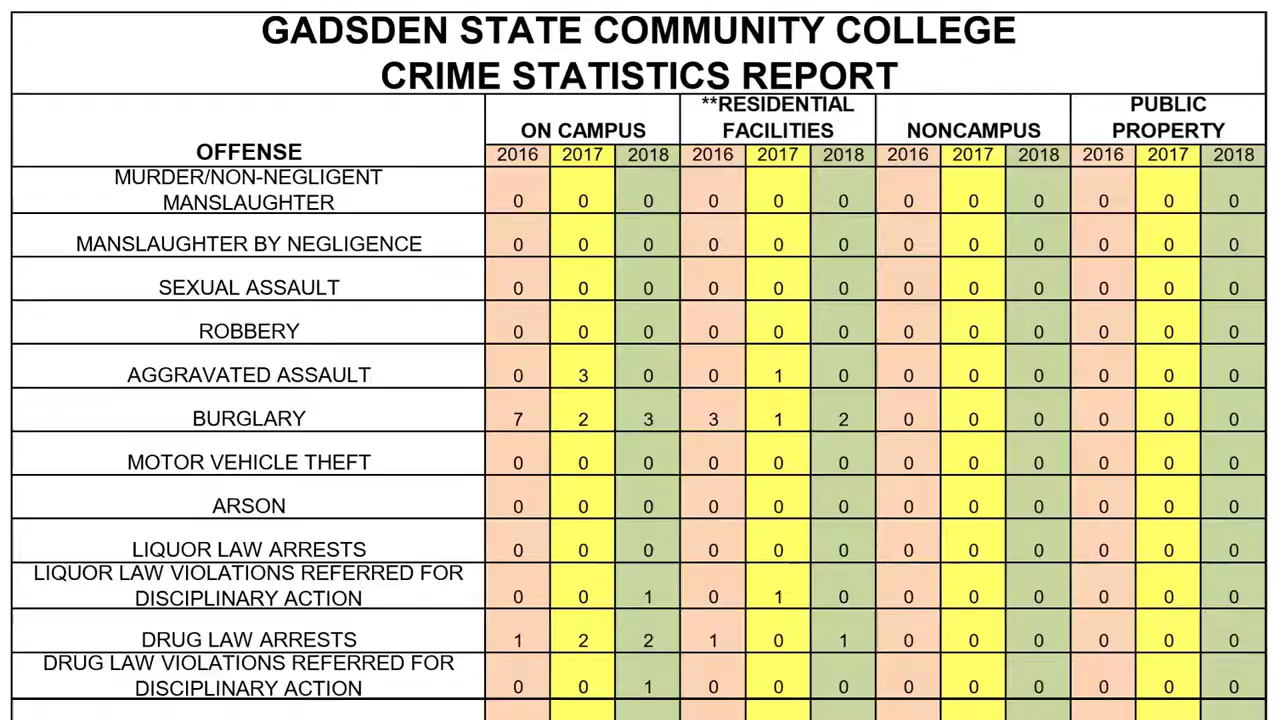 GADSDEN STATE COMMUNITY COLLEGE
CRIME STATISTICS REPORT
OFFENSE ON CAMPUS **RESIDENTIAL FACILITIES NONCAMPUS PUBLIC PROPERTY
2016 2017 2018 2016 2017 2018 2016 2017 2018 2016 2017 2018
MURDER/NON-NEGLIGENT
MANSLAUGHTER 0 0 0 0 0 0 0 0 0 0 0 0
MANSLAUGHTER BY NEGLIGENCE 0 0 0 0 0 0 0 0 0 0 0 0
SEXUAL ASSAULT 0 0 0 0 0 0 0 0 0 0 0 0
ROBBERY 0 0 0 0 0 0 0 0 0 0 0 0
AGGRAVATED ASSAULT 0 3 0 0 1 0 0 0 0 0 0 0
BURGLARY 7 2 3 3 1 2 0 0 0 0 0 0
MOTOR VEHICLE THEFT 0 0 0 0 0 0 0 0 0 0 0 0
ARSON 0 0 0 0 0 0 0 0 0 0 0 0
LIQUOR LAW ARRESTS 0 0 0 0 0 0 0 0 0 0 0 0
LIQUOR LAW VIOLATIONS REFERRED FOR
DISCIPLINARY ACTION 0 0 1 0 1 0 0 0 0 0 0 0
DRUG LAW ARRESTS 1 2 2 1 0 1 0 0 0 0 0 0
DRUG LAW VIOLATIONS REFERRED FOR
DISCIPLINARY ACTION 0 0 1 0 0 0 0 0 0 0 0 0